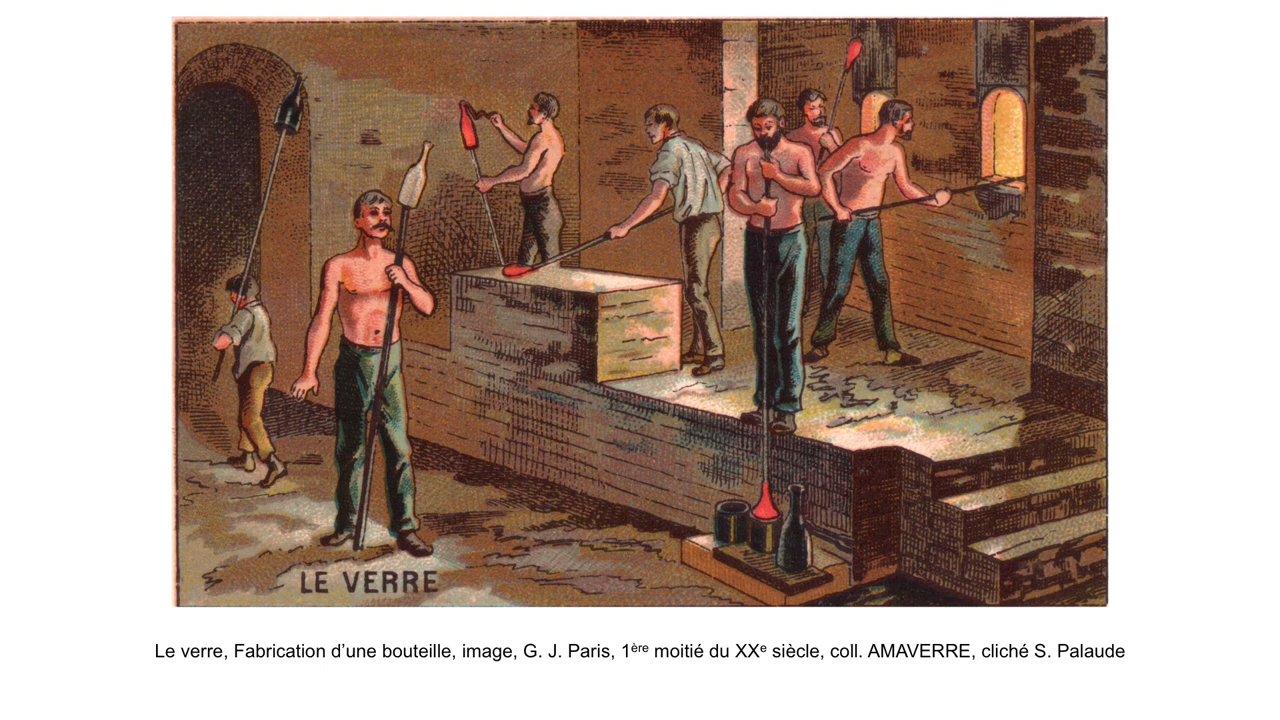 LE VERRE
Le verre, Fabrication d’une bouteille, image, G. J. Paris, 1ère moitié du XXe siècle, coll. AMAVERRE, cliché S. Palaude